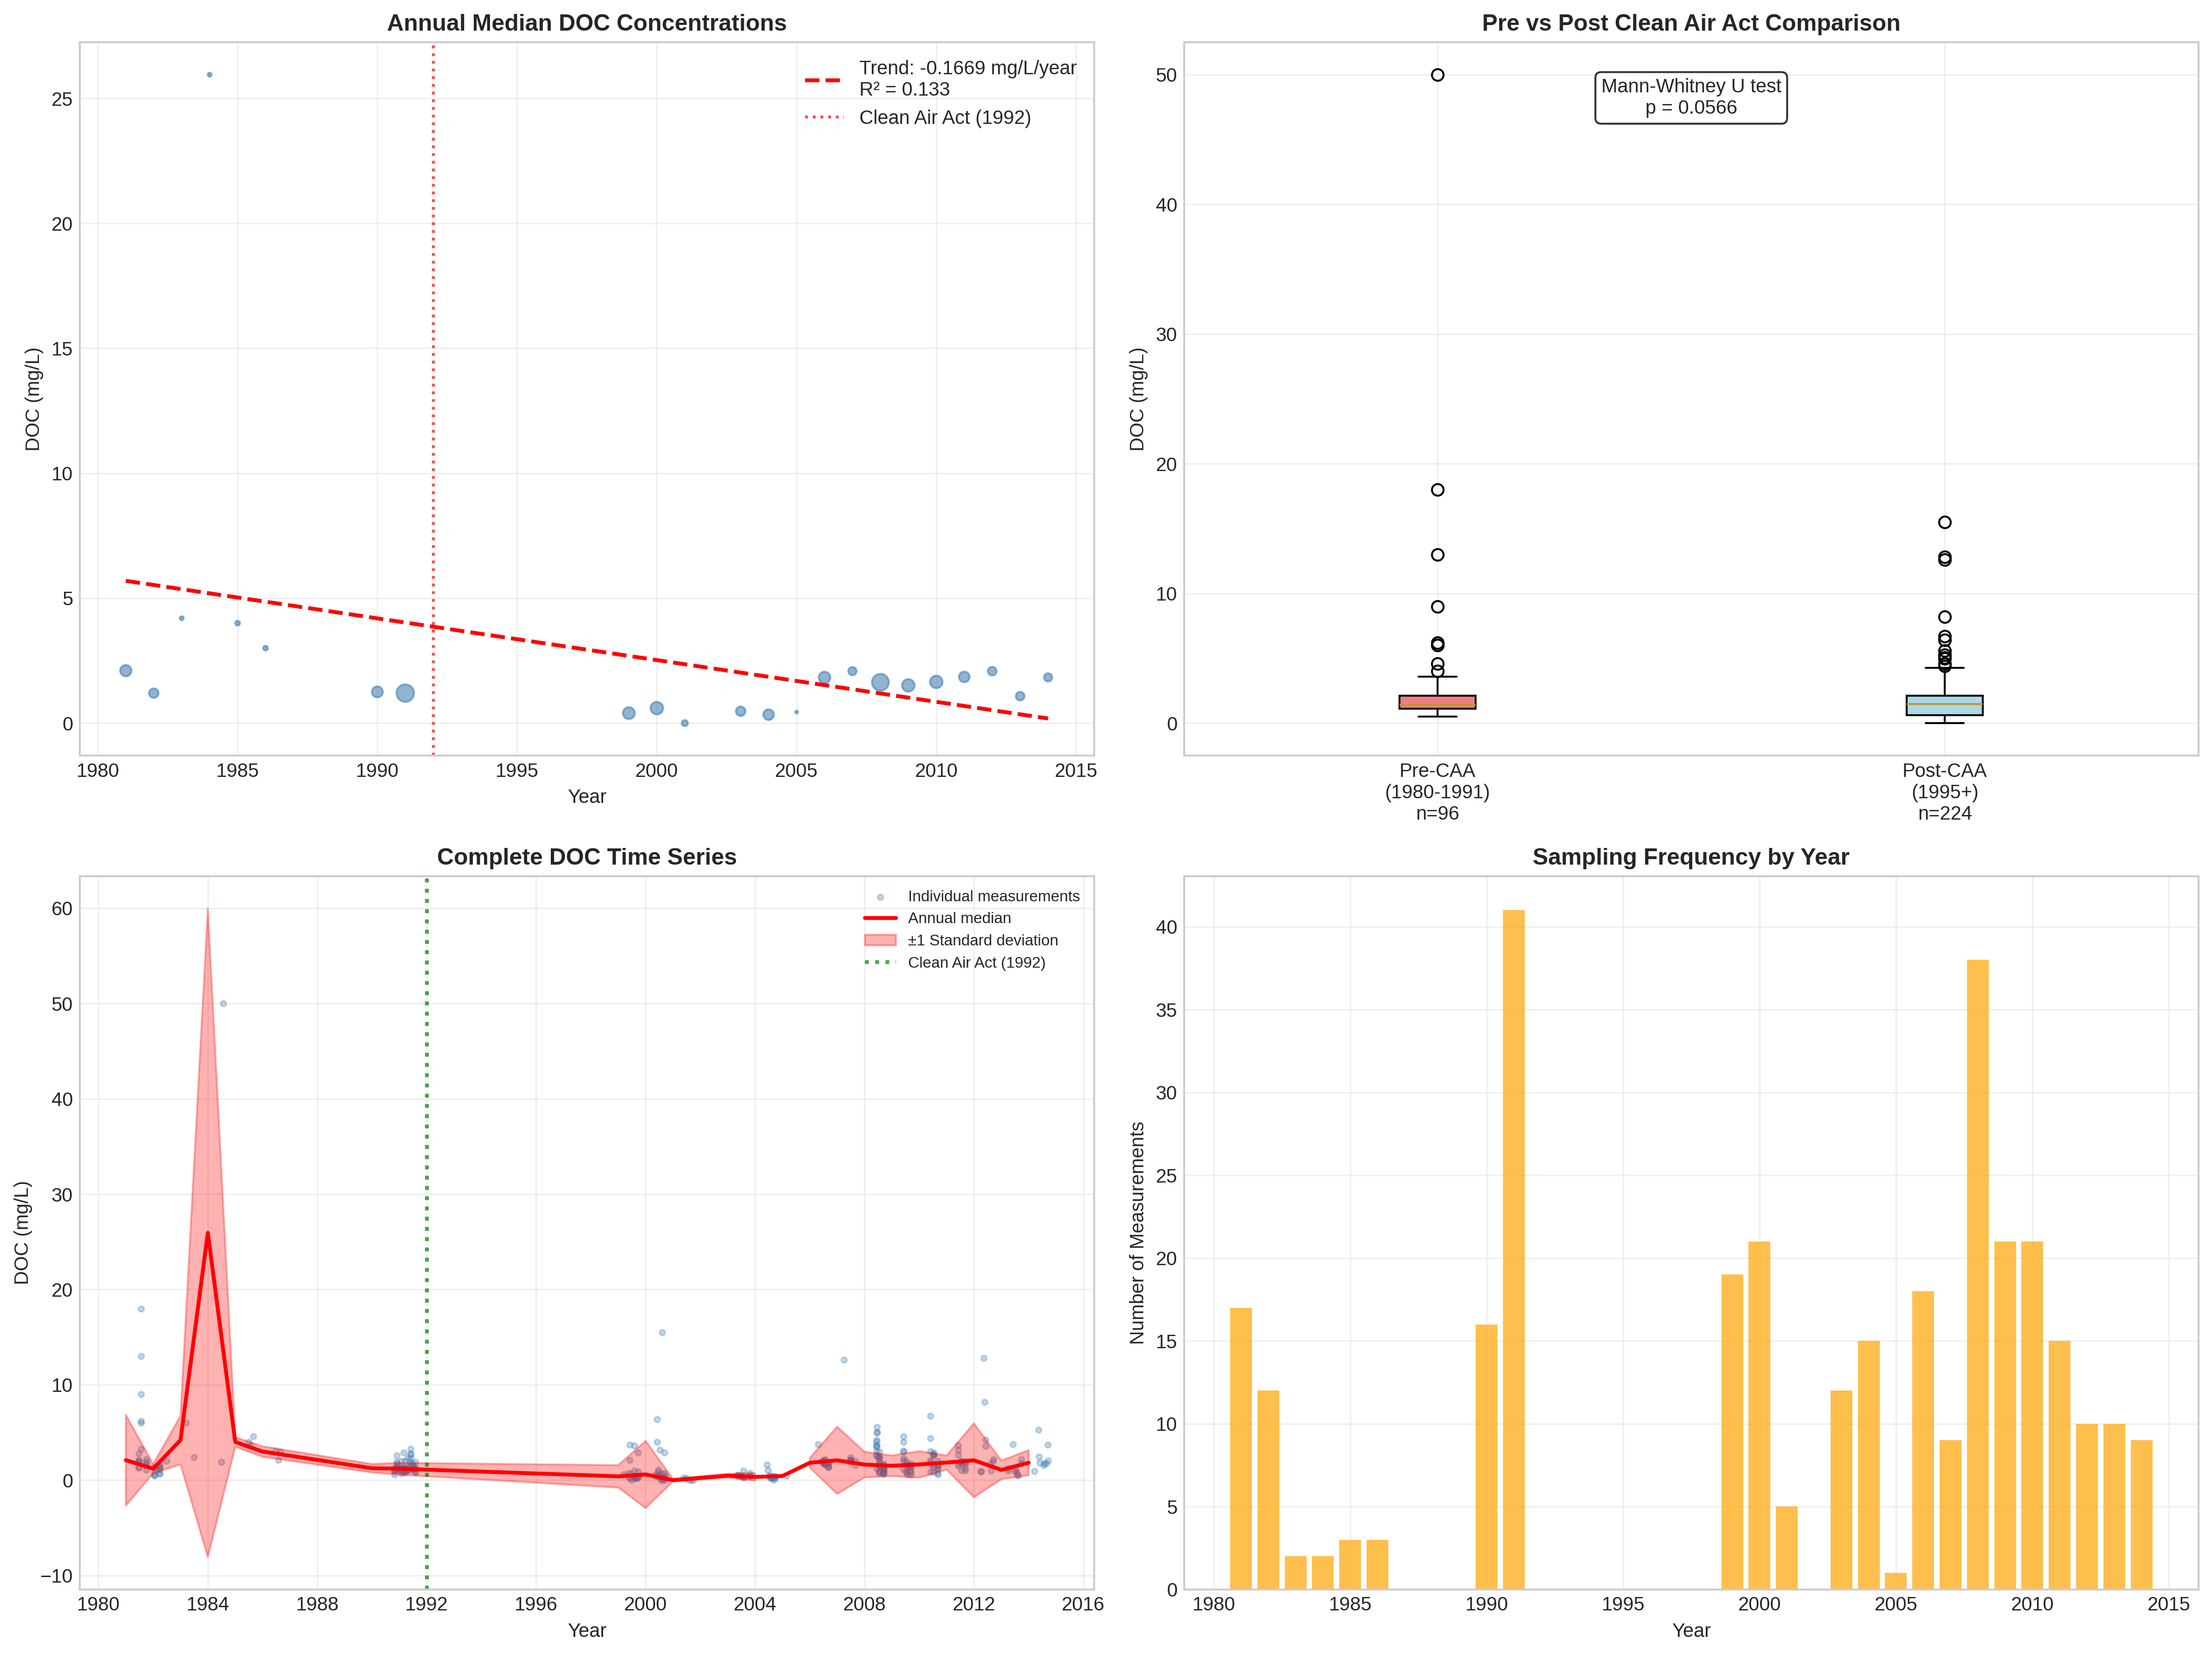 Annual Median DOC Concentrations
Trend: -0.1669 mg/L/year
R² = 0.133
Clean Air Act (1992)
25
20
15
10
5
0
DOC (mg/L)
1980 1985 1990 1995 2000 2005 2010 2015
Year
Pre vs Post Clean Air Act Comparison
Mann-Whitney U test
p = 0.0566
50
40
30
20
10
0
DOC (mg/L)
Pre-CAA
(1980-1991)
n=96
Post-CAA
(1995+)
n=224
Complete DOC Time Series
Individual measurements
Annual median
±1 Standard deviation
Clean Air Act (1992)
60
50
40
30
20
10
0
−10
DOC (mg/L)
1980 1984 1988 1992 1996 2000 2004 2008 2012 2016
Year
Sampling Frequency by Year
40
35
30
25
20
15
10
5
0
Number of Measurements
1980 1985 1990 1995 2000 2005 2010 2015
Year